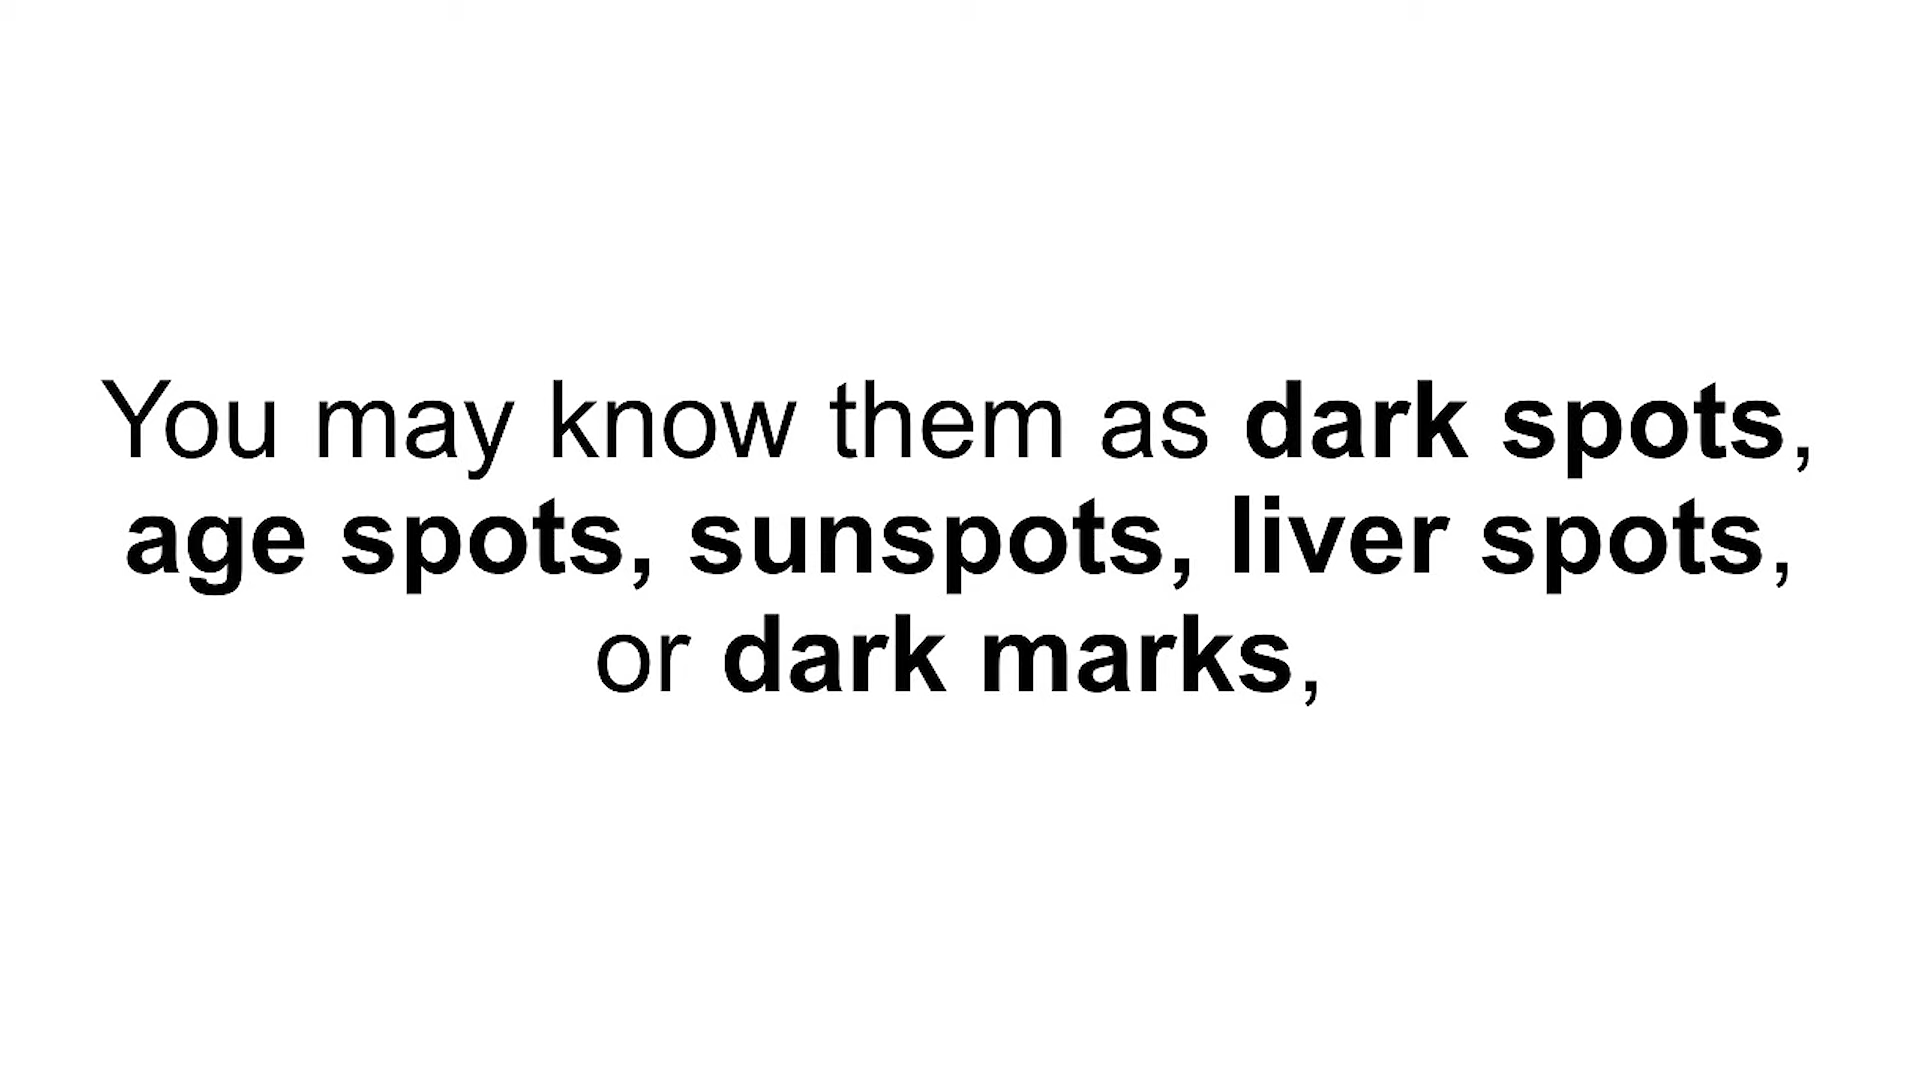 You may know them as dark spots,
age spots, sunspots, liver spots,
or dark marks,